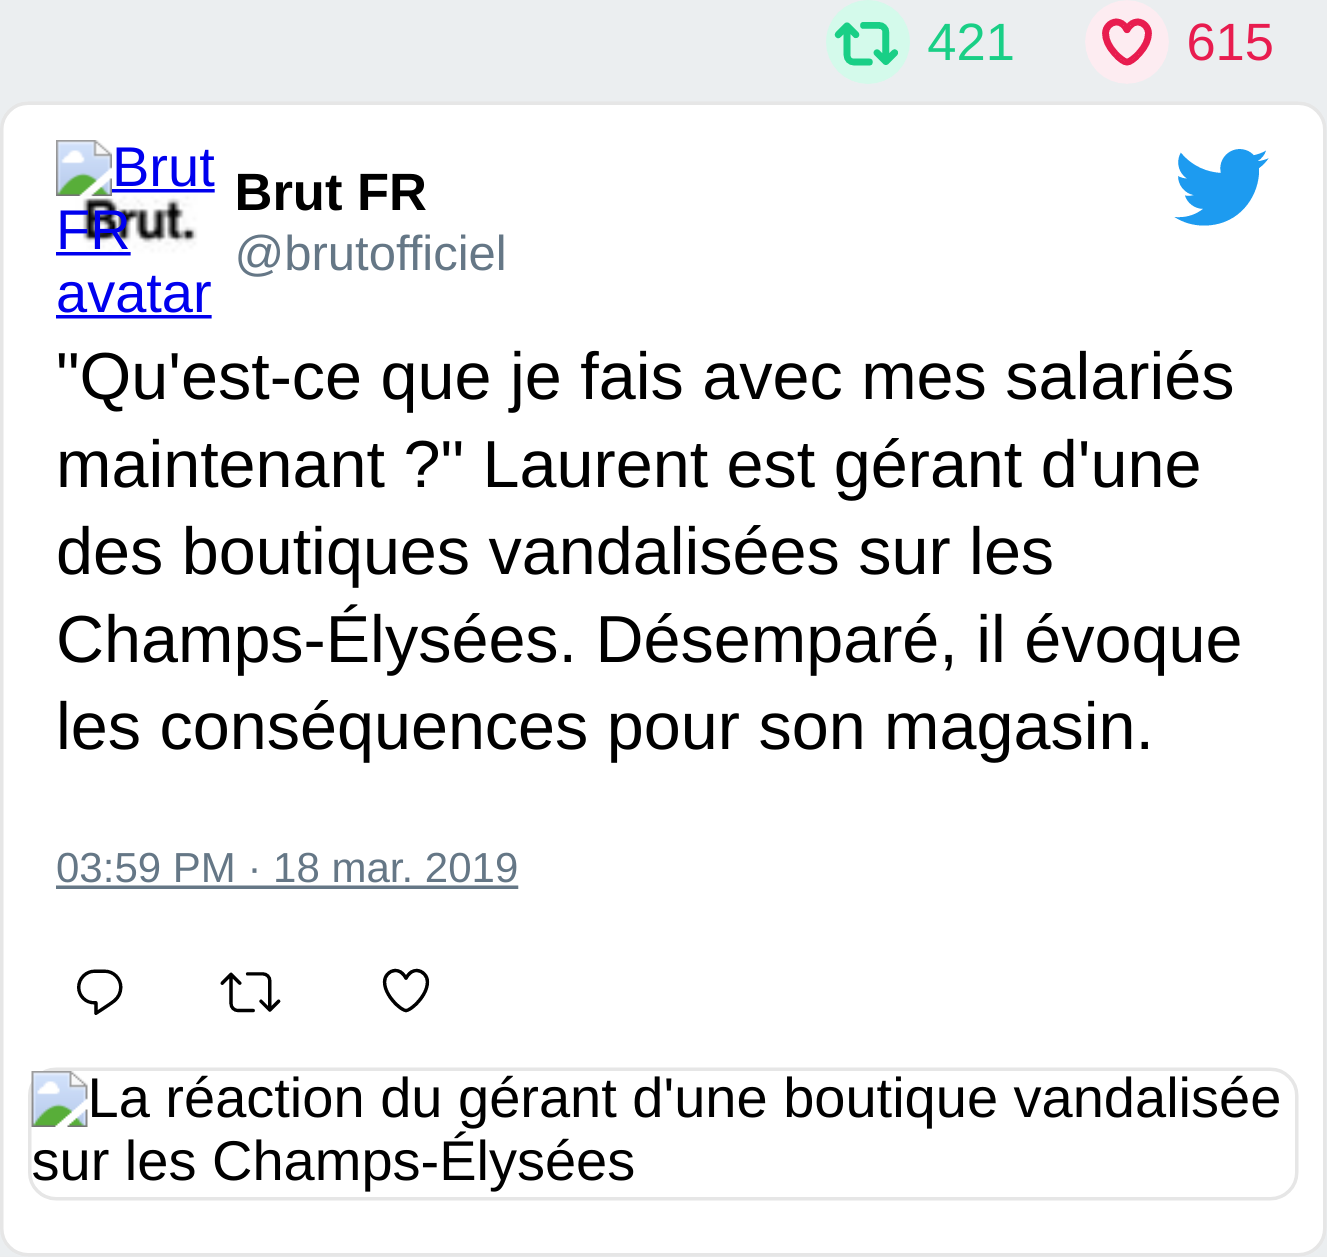 421 615
Brut FR avatar
Brut.
Brut FR
@brutofficiel
"Qu'est-ce que je fais avec mes salariés
maintenant ?" Laurent est gérant d'une
des boutiques vandalisées sur les
Champs-Élysées. Désemparé, il évoque
les conséquences pour son magasin.
03:59 PM · 18 mar. 2019
La réaction du gérant d'une boutique vandalisée
sur les Champs-Élysées